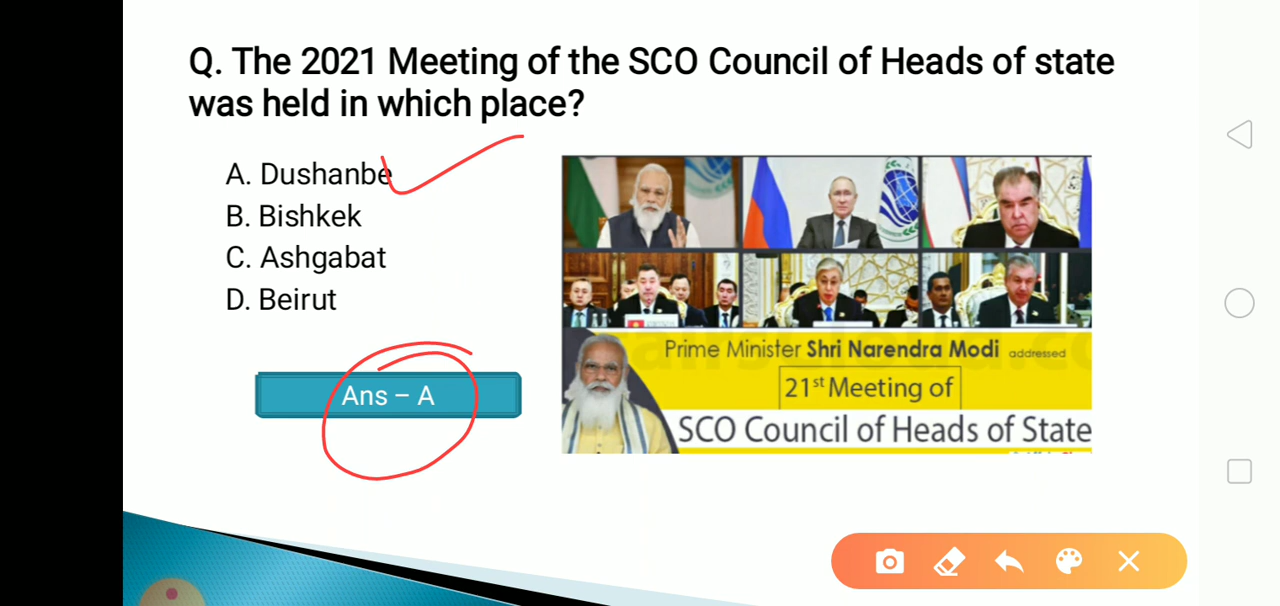 Q. The 2021 Meeting of the SCO Council of Heads of state
was held in which place?
A. Dushanbe
B. Bishkek
C. Ashgabat
D. Beirut
Ans – A
Prime Minister Shri Narendra Modi addressed
21st Meeting of
SCO Council of Heads of State